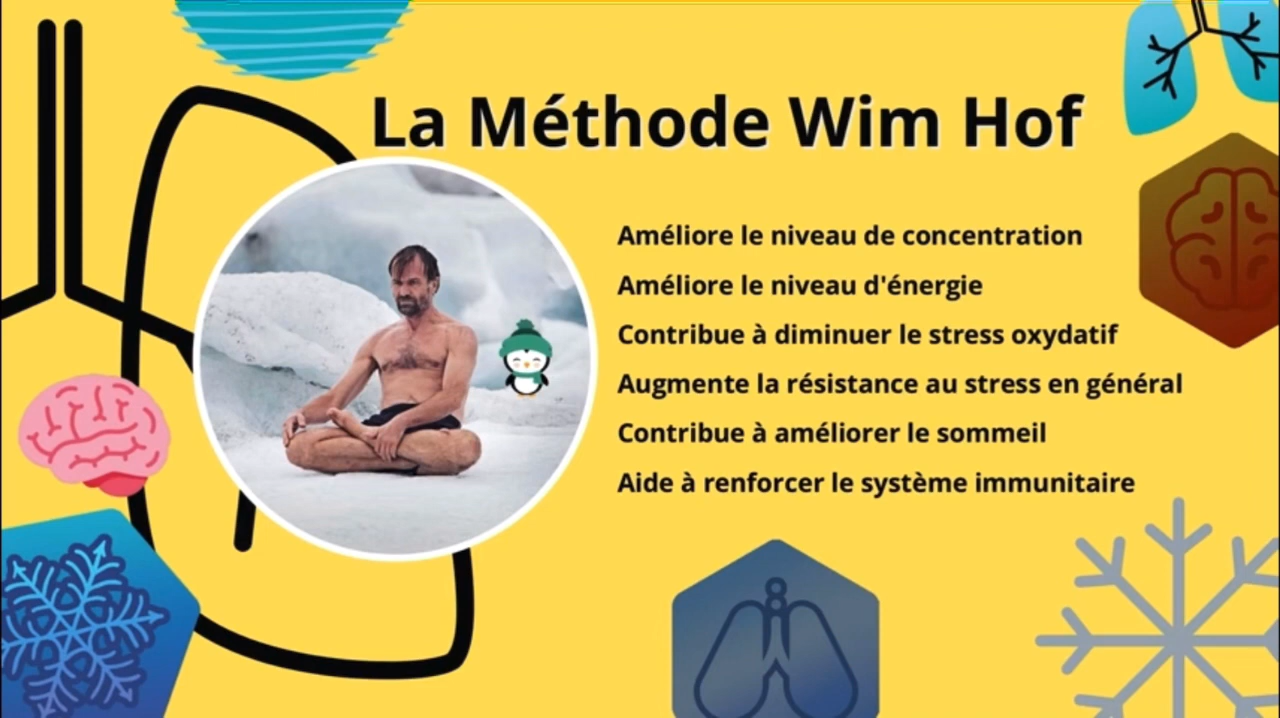 La Méthode Wim Hof
Améliore le niveau de concentration
Améliore le niveau d'énergie
Contribue à diminuer le stress oxydatif
Augmente la résistance au stress en général
Contribue à améliorer le sommeil
Aide à renforcer le système immunitaire